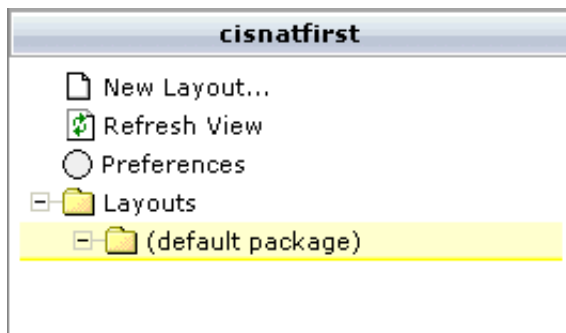 cisnatfirst
New Layout...
Refresh View
Preferences
Layouts
(default package)